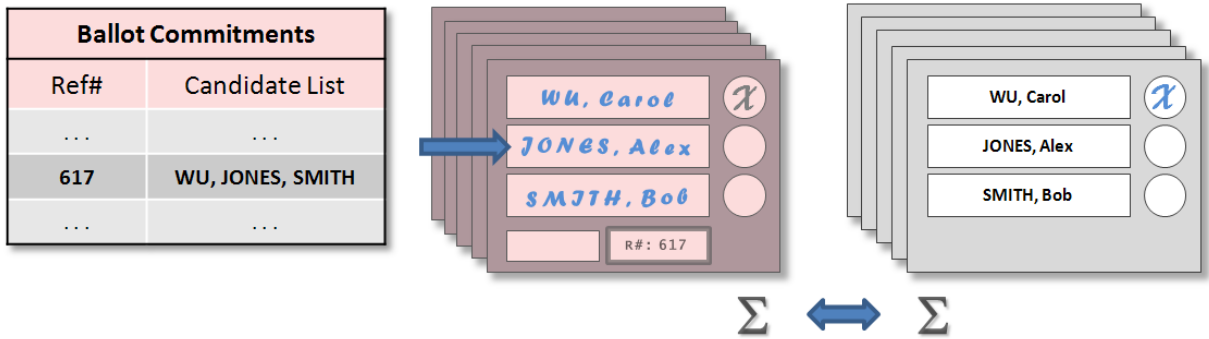 Ballot Commitments
Ref# Candidate List
... ...
617 WU, JONES, SMITH
... ...
WU, Carol X
JONES, Alex
SMITH, Bob
R#: 617
WU, Carol X
JONES, Alex
SMITH, Bob
Σ Σ